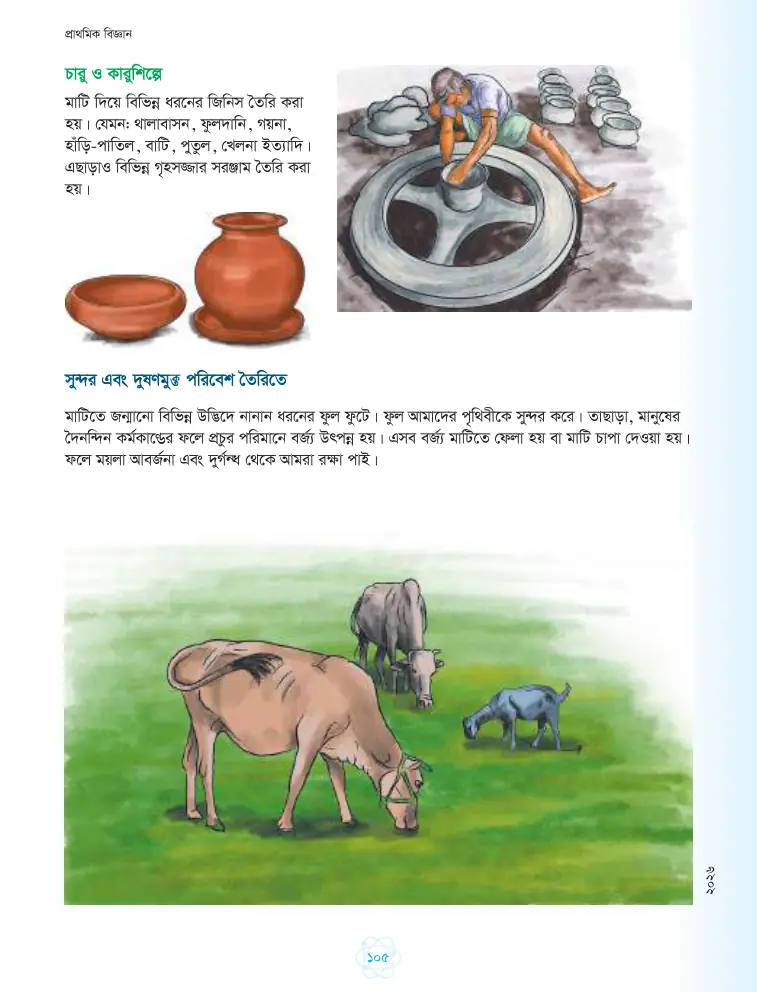 প্রাথমিক বিজ্ঞান
চারু ও কারুশিল্পে
মাটি দিয়ে বিভিন্ন ধরনের জিনিস তৈরি করা
হয়। যেমন: থালাবাসন, ফুলদানি, গয়না,
হাঁড়ি-পাতিল, বাটি, পুতুল, খেলনা ইত্যাদি।
এছাড়াও বিভিন্ন গৃহসজ্জার সরঞ্জাম তৈরি করা
হয়।
সুন্দর এবং দুষণমুক্ত পরিবেশ তৈরিতে
মাটিতে জন্মানো বিভিন্ন উদ্ভিদে নানান ধরনের ফুল ফুটে। ফুল আমাদের পৃথিবীকে সুন্দর করে। তাছাড়া, মানুষের
দৈনন্দিন কর্মকাণ্ডের ফলে প্রচুর পরিমানে বর্জ্য উৎপন্ন হয়। এসব বর্জ্য মাটিতে ফেলা হয় বা মাটি চাপা দেওয়া হয়।
ফলে ময়লা আবর্জনা এবং দুর্গন্ধ থেকে আমরা রক্ষা পাই।
২০২৬
১০৫